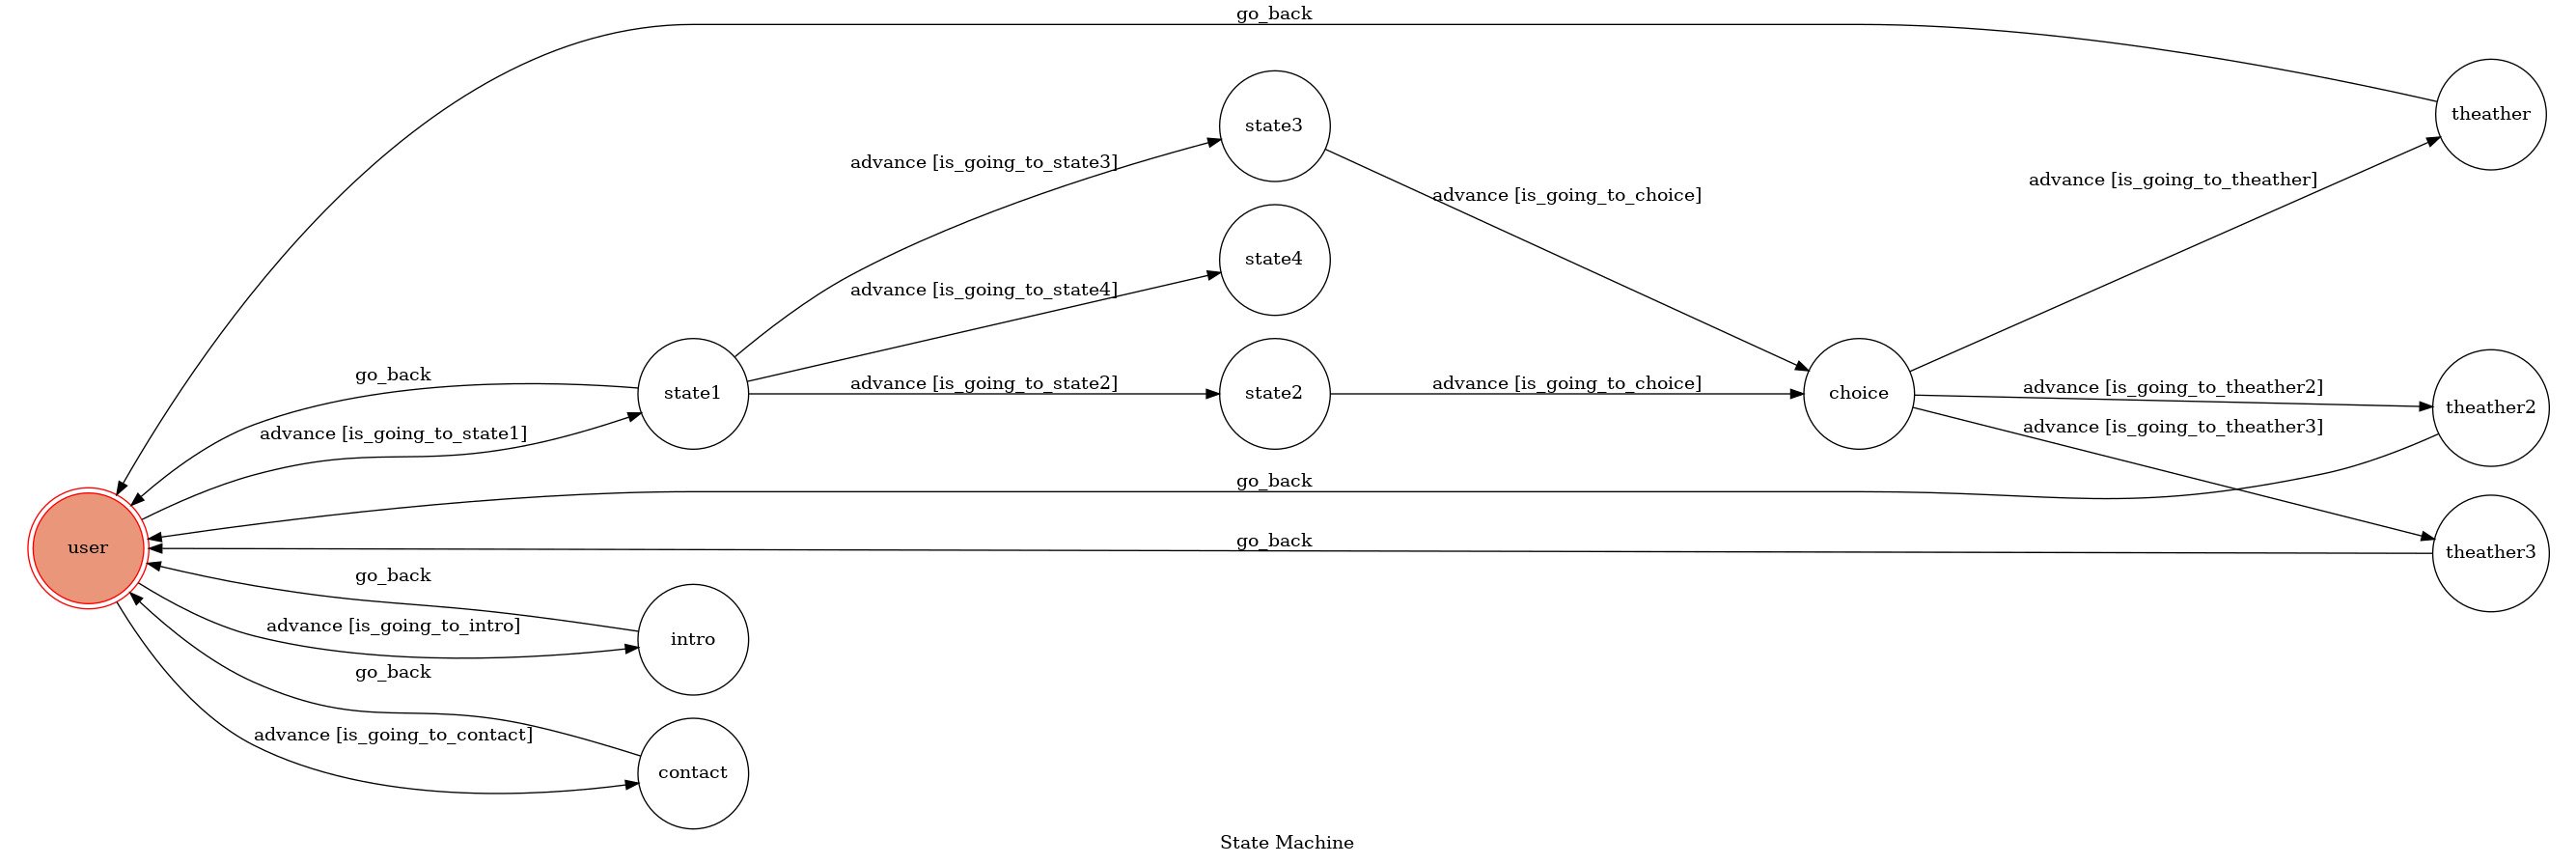 go_back
theather
state3
advance [is_going_to_state3]
advance [is_going_to_theather]
advance [is_going_to_choice]
state4
advance [is_going_to_state4]
go_back
advance [is_going_to_state2]
advance [is_going_to_choice]
advance [is_going_to_theather2]
state1
state2
choice
theather2
advance [is_going_to_state1]
advance [is_going_to_theather3]
go_back
go_back
user
theather3
go_back
advance [is_going_to_intro]
intro
go_back
advance [is_going_to_contact]
contact
State Machine